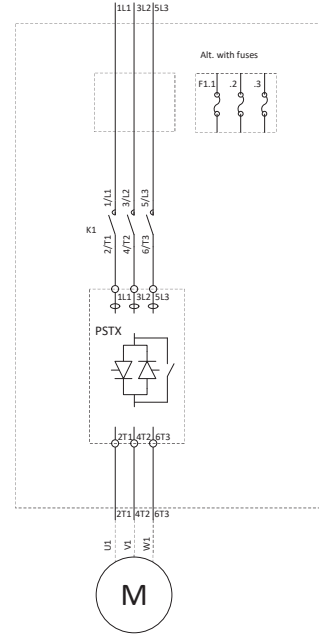 1L1 3L2 5L3
Alt. with fuses
F1.1 .2 .3
1/L1 3/L2 5/L3
K1
2/T1 4/T2 6/T3
1L1 3L2 5L3
PSTX
2T1 4T2 6T3
2T1 4T2 6T3
U1 V1 W1
M